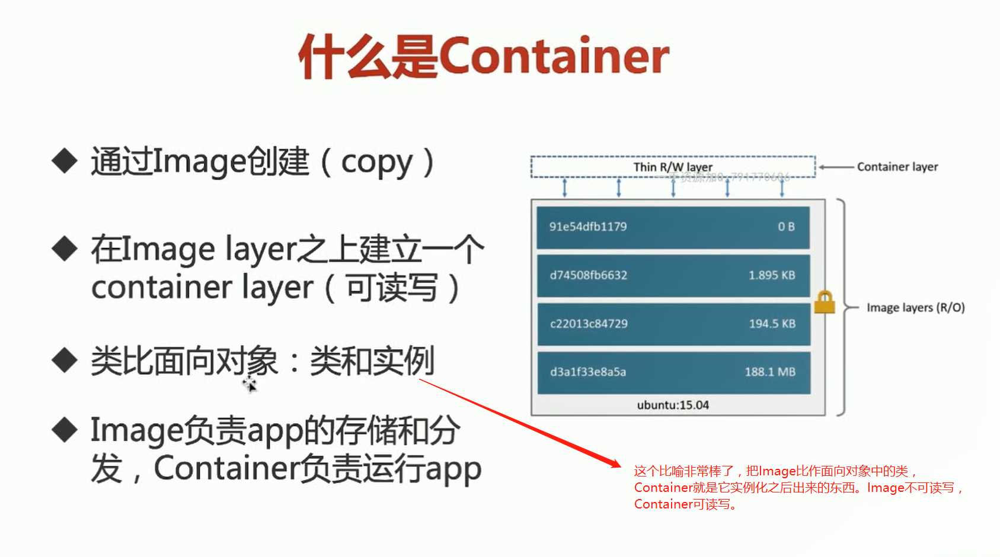 什么是Container
◆ 通过Image创建（copy）
◆ 在Image layer之上建立一个
container layer（可读写）
◆ 类比面向对象：类和实例
◆ Image负责app的存储和分
发，Container负责运行app
Thin R/W layer
Container layer
91e54dfb1179 0 B
d74508fb6632 1.895 KB
c22013c84729 194.5 KB
d3a1f33e8a5a 188.1 MB
ubuntu:15.04
Image layers (R/O)
这个比喻非常棒了，把Image比作面向对象中的类，
Container就是它实例化之后出来的东西。Image不可读写，
Container可读写。